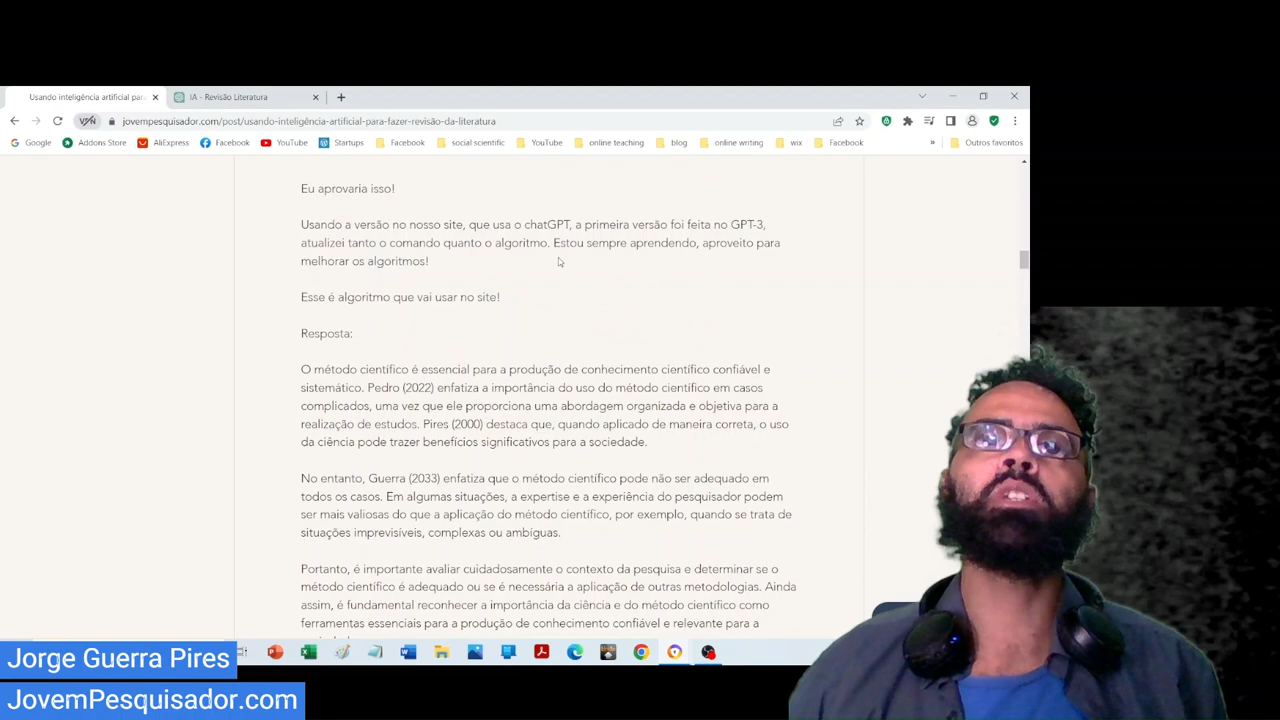 Usando inteligência artificial par
IA - Revisão Literatura
jovempesquisador.com/post/usando-inteligência-artificial-para-fazer-revisão-da-literatura
Google Addons Store AliExpress Facebook YouTube Startups Facebook social scientific YouTube online teaching blog online writing wix Facebook » Outros favoritos
Eu aprovaria isso!
Usando a versão no nosso site, que usa o chatGPT, a primeira versão foi feita no GPT-3,
atualizei tanto o comando quanto o algoritmo. Estou sempre aprendendo, aproveito para
melhorar os algoritmos!
Esse é algoritmo que vai usar no site!
Resposta:
O método científico é essencial para a produção de conhecimento científico confiável e
sistemático. Pedro (2022) enfatiza a importância do uso do método científico em casos
complicados, uma vez que ele proporciona uma abordagem organizada e objetiva para a
realização de estudos. Pires (2000) destaca que, quando aplicado de maneira correta, o uso
da ciência pode trazer benefícios significativos para a sociedade.
No entanto, Guerra (2033) enfatiza que o método científico pode não ser adequado em
todos os casos. Em algumas situações, a expertise e a experiência do pesquisador podem
ser mais valiosas do que a aplicação do método científico, por exemplo, quando se trata de
situações imprevisíveis, complexas ou ambíguas.
Portanto, é importante avaliar cuidadosamente o contexto da pesquisa e determinar se o
método científico é adequado ou se é necessária a aplicação de outras metodologias. Ainda
assim, é fundamental reconhecer a importância da ciência e do método científico como
ferramentas essenciais para a produção de conhecimento confiável e relevante para a
Jorge Guerra Pires
JovemPesquisador.com